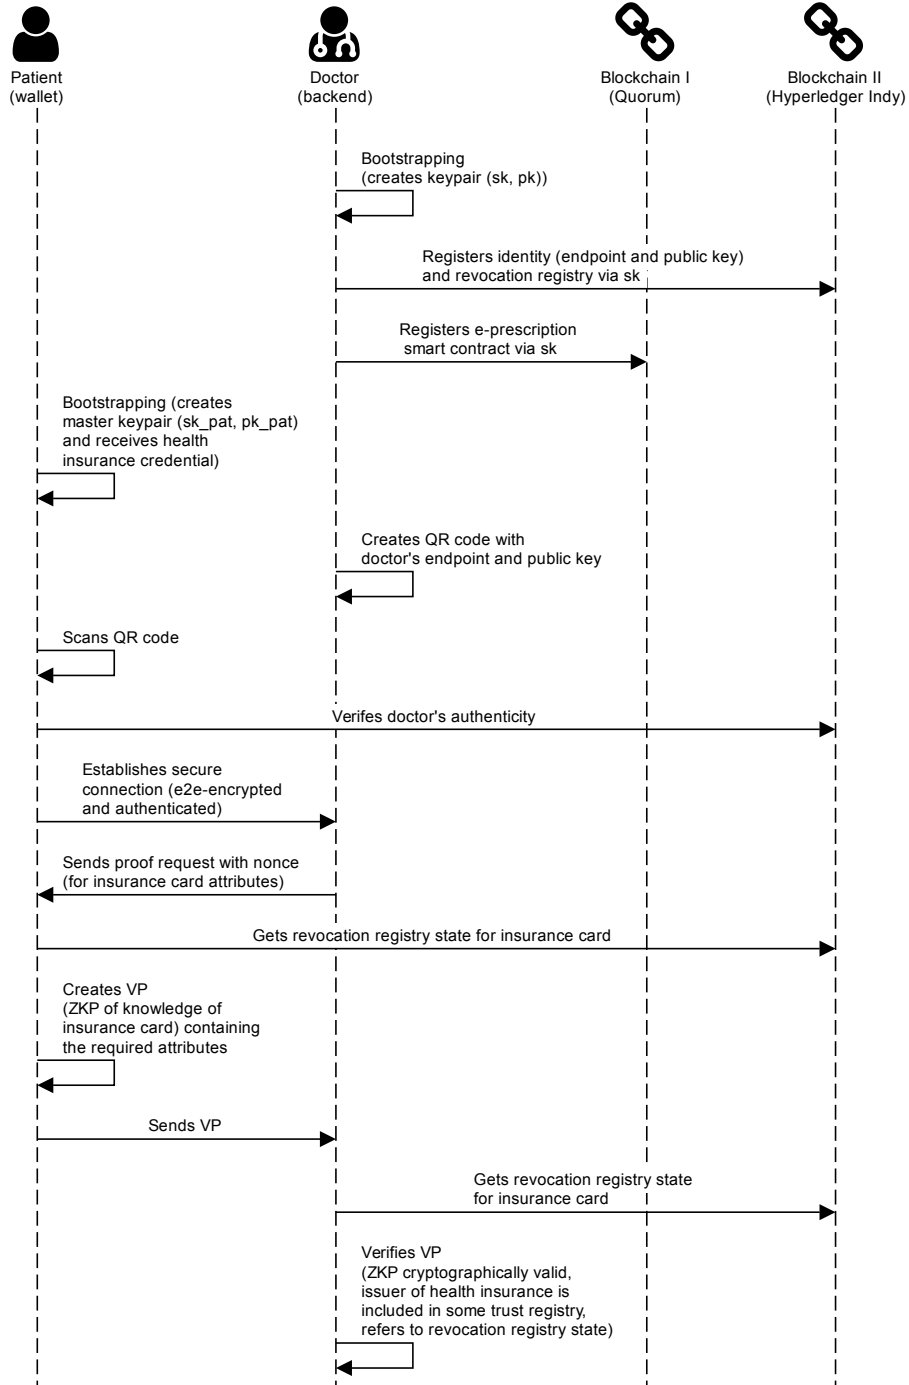 Patient
(wallet)
Doctor
(backend)
Blockchain I
(Quorum)
Blockchain II
(Hyperledger Indy)
Bootstrapping
(creates keypair (sk, pk))
Registers identity (endpoint and public key)
and revocation registry via sk
Registers e-prescription
smart contract via sk
Bootstrapping (creates
master keypair (sk_pat, pk_pat)
and receives health
insurance credential)
Creates QR code with
doctor's endpoint and public key
Scans QR code
Verifes doctor's authenticity
Establishes secure
connection (e2e-encrypted
and authenticated)
Sends proof request with nonce
(for insurance card attributes)
Gets revocation registry state for insurance card
Creates VP
(ZKP of knowledge of
insurance card) containing
the required attributes
Sends VP
Gets revocation registry state
for insurance card
Verifies VP
(ZKP cryptographically valid,
issuer of health insurance is
included in some trust registry,
refers to revocation registry state)